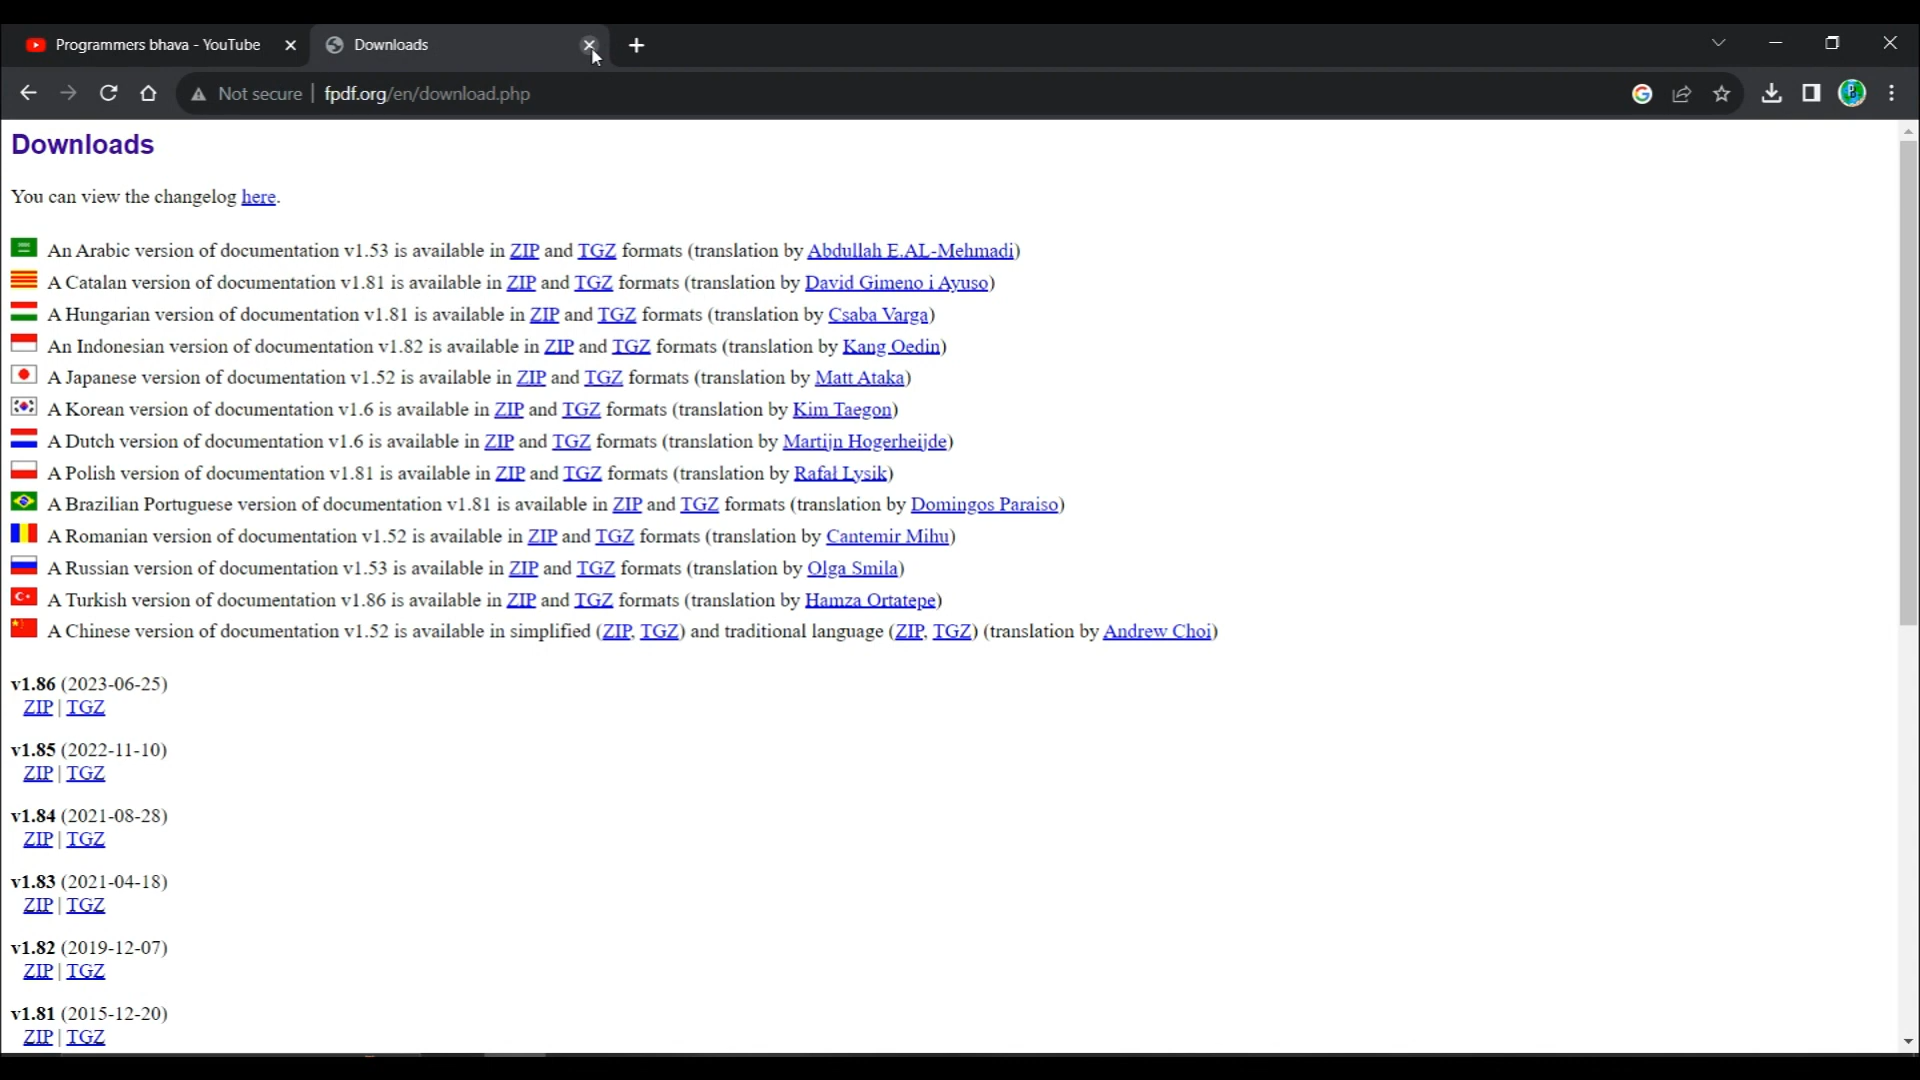 Programmers bhava - YouTube
Downloads
Not secure | fpdf.org/en/download.php
Downloads
You can view the changelog here.
An Arabic version of documentation v1.53 is available in ZIP and TGZ formats (translation by Abdullah E.AL-Mehmadi)
A Catalan version of documentation v1.81 is available in ZIP and TGZ formats (translation by David Gimeno i Ayuso)
A Hungarian version of documentation v1.81 is available in ZIP and TGZ formats (translation by Csaba Varga)
An Indonesian version of documentation v1.82 is available in ZIP and TGZ formats (translation by Kang Oedin)
A Japanese version of documentation v1.52 is available in ZIP and TGZ formats (translation by Matt Ataka)
A Korean version of documentation v1.6 is available in ZIP and TGZ formats (translation by Kim Taegon)
A Dutch version of documentation v1.6 is available in ZIP and TGZ formats (translation by Martijn Hogerheijde)
A Polish version of documentation v1.81 is available in ZIP and TGZ formats (translation by Rafał Lysik)
A Brazilian Portuguese version of documentation v1.81 is available in ZIP and TGZ formats (translation by Domingos Paraiso)
A Romanian version of documentation v1.52 is available in ZIP and TGZ formats (translation by Cantemir Mihu)
A Russian version of documentation v1.53 is available in ZIP and TGZ formats (translation by Olga Smila)
A Turkish version of documentation v1.86 is available in ZIP and TGZ formats (translation by Hamza Ortatepe)
A Chinese version of documentation v1.52 is available in simplified (ZIP, TGZ) and traditional language (ZIP, TGZ) (translation by Andrew Choi)
v1.86 (2023-06-25)
ZIP | TGZ
v1.85 (2022-11-10)
ZIP | TGZ
v1.84 (2021-08-28)
ZIP | TGZ
v1.83 (2021-04-18)
ZIP | TGZ
v1.82 (2019-12-07)
ZIP | TGZ
v1.81 (2015-12-20)
ZIP | TGZ